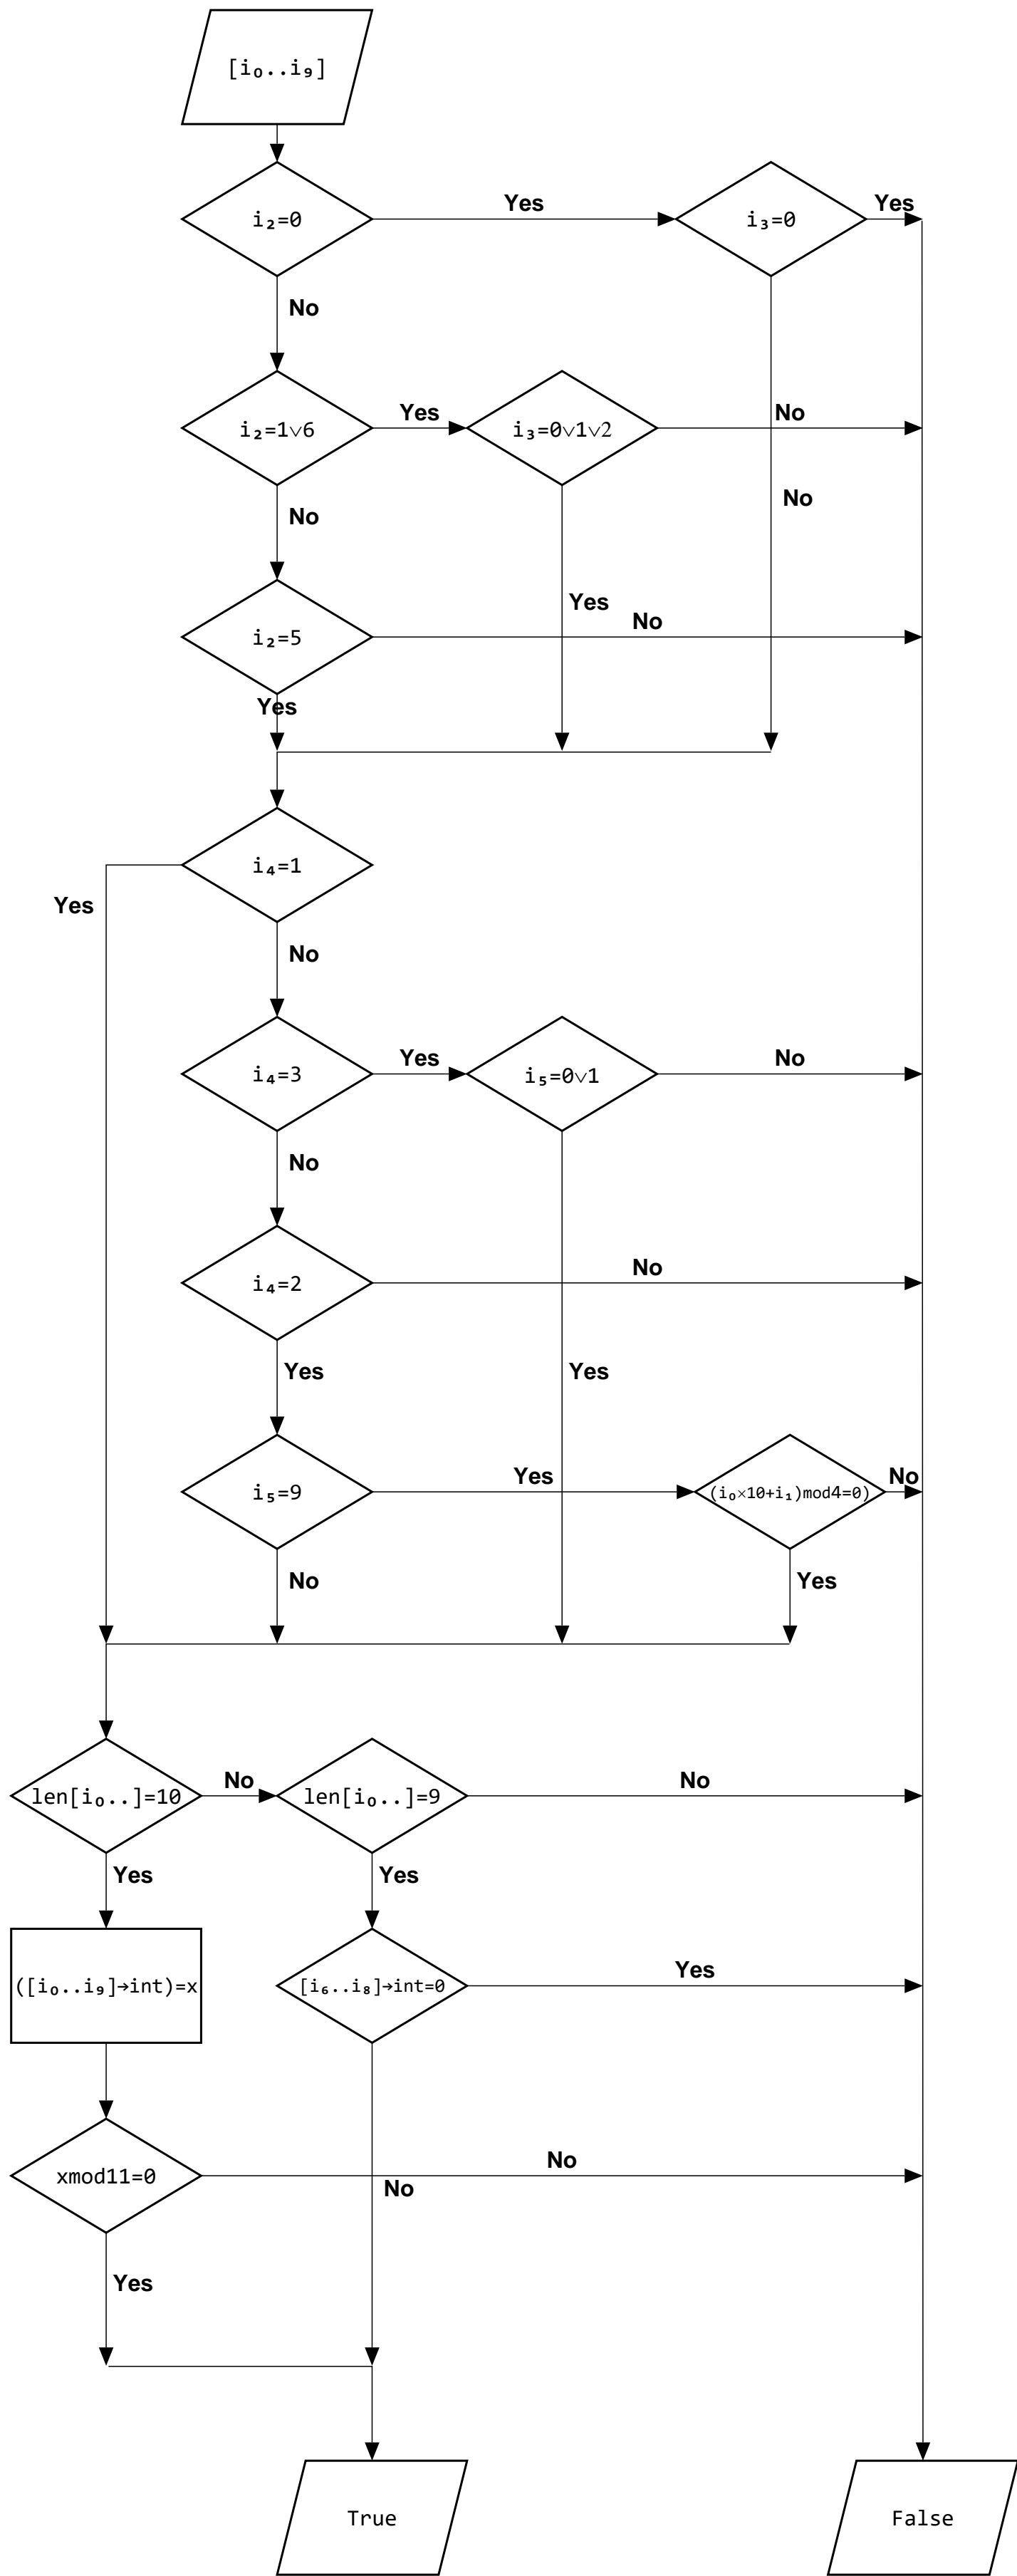 [i₀..i₉]
i₂=0
Yes
i₃=0
Yes
No
i₂=1∨6
Yes
i₃=0∨1∨2
No
No
No
Yes
i₂=5
No
Yes
i₄=1
Yes
No
i₄=3
Yes
i₅=0∨1
No
No
i₄=2
No
Yes
Yes
i₅=9
Yes
(i₀×10+i₁)mod4=0)
No
No
Yes
len[i₀..]=10
No
len[i₀..]=9
No
Yes
Yes
([i₀..i₉]→int)=x
[i₆..i₈]→int=0
Yes
xmod11=0
No
No
Yes
True
False